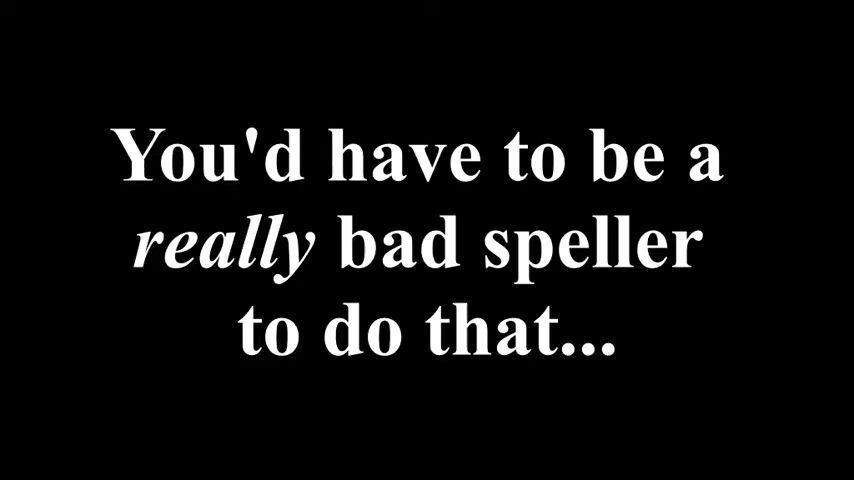 You'd have to be a
really bad speller
to do that...